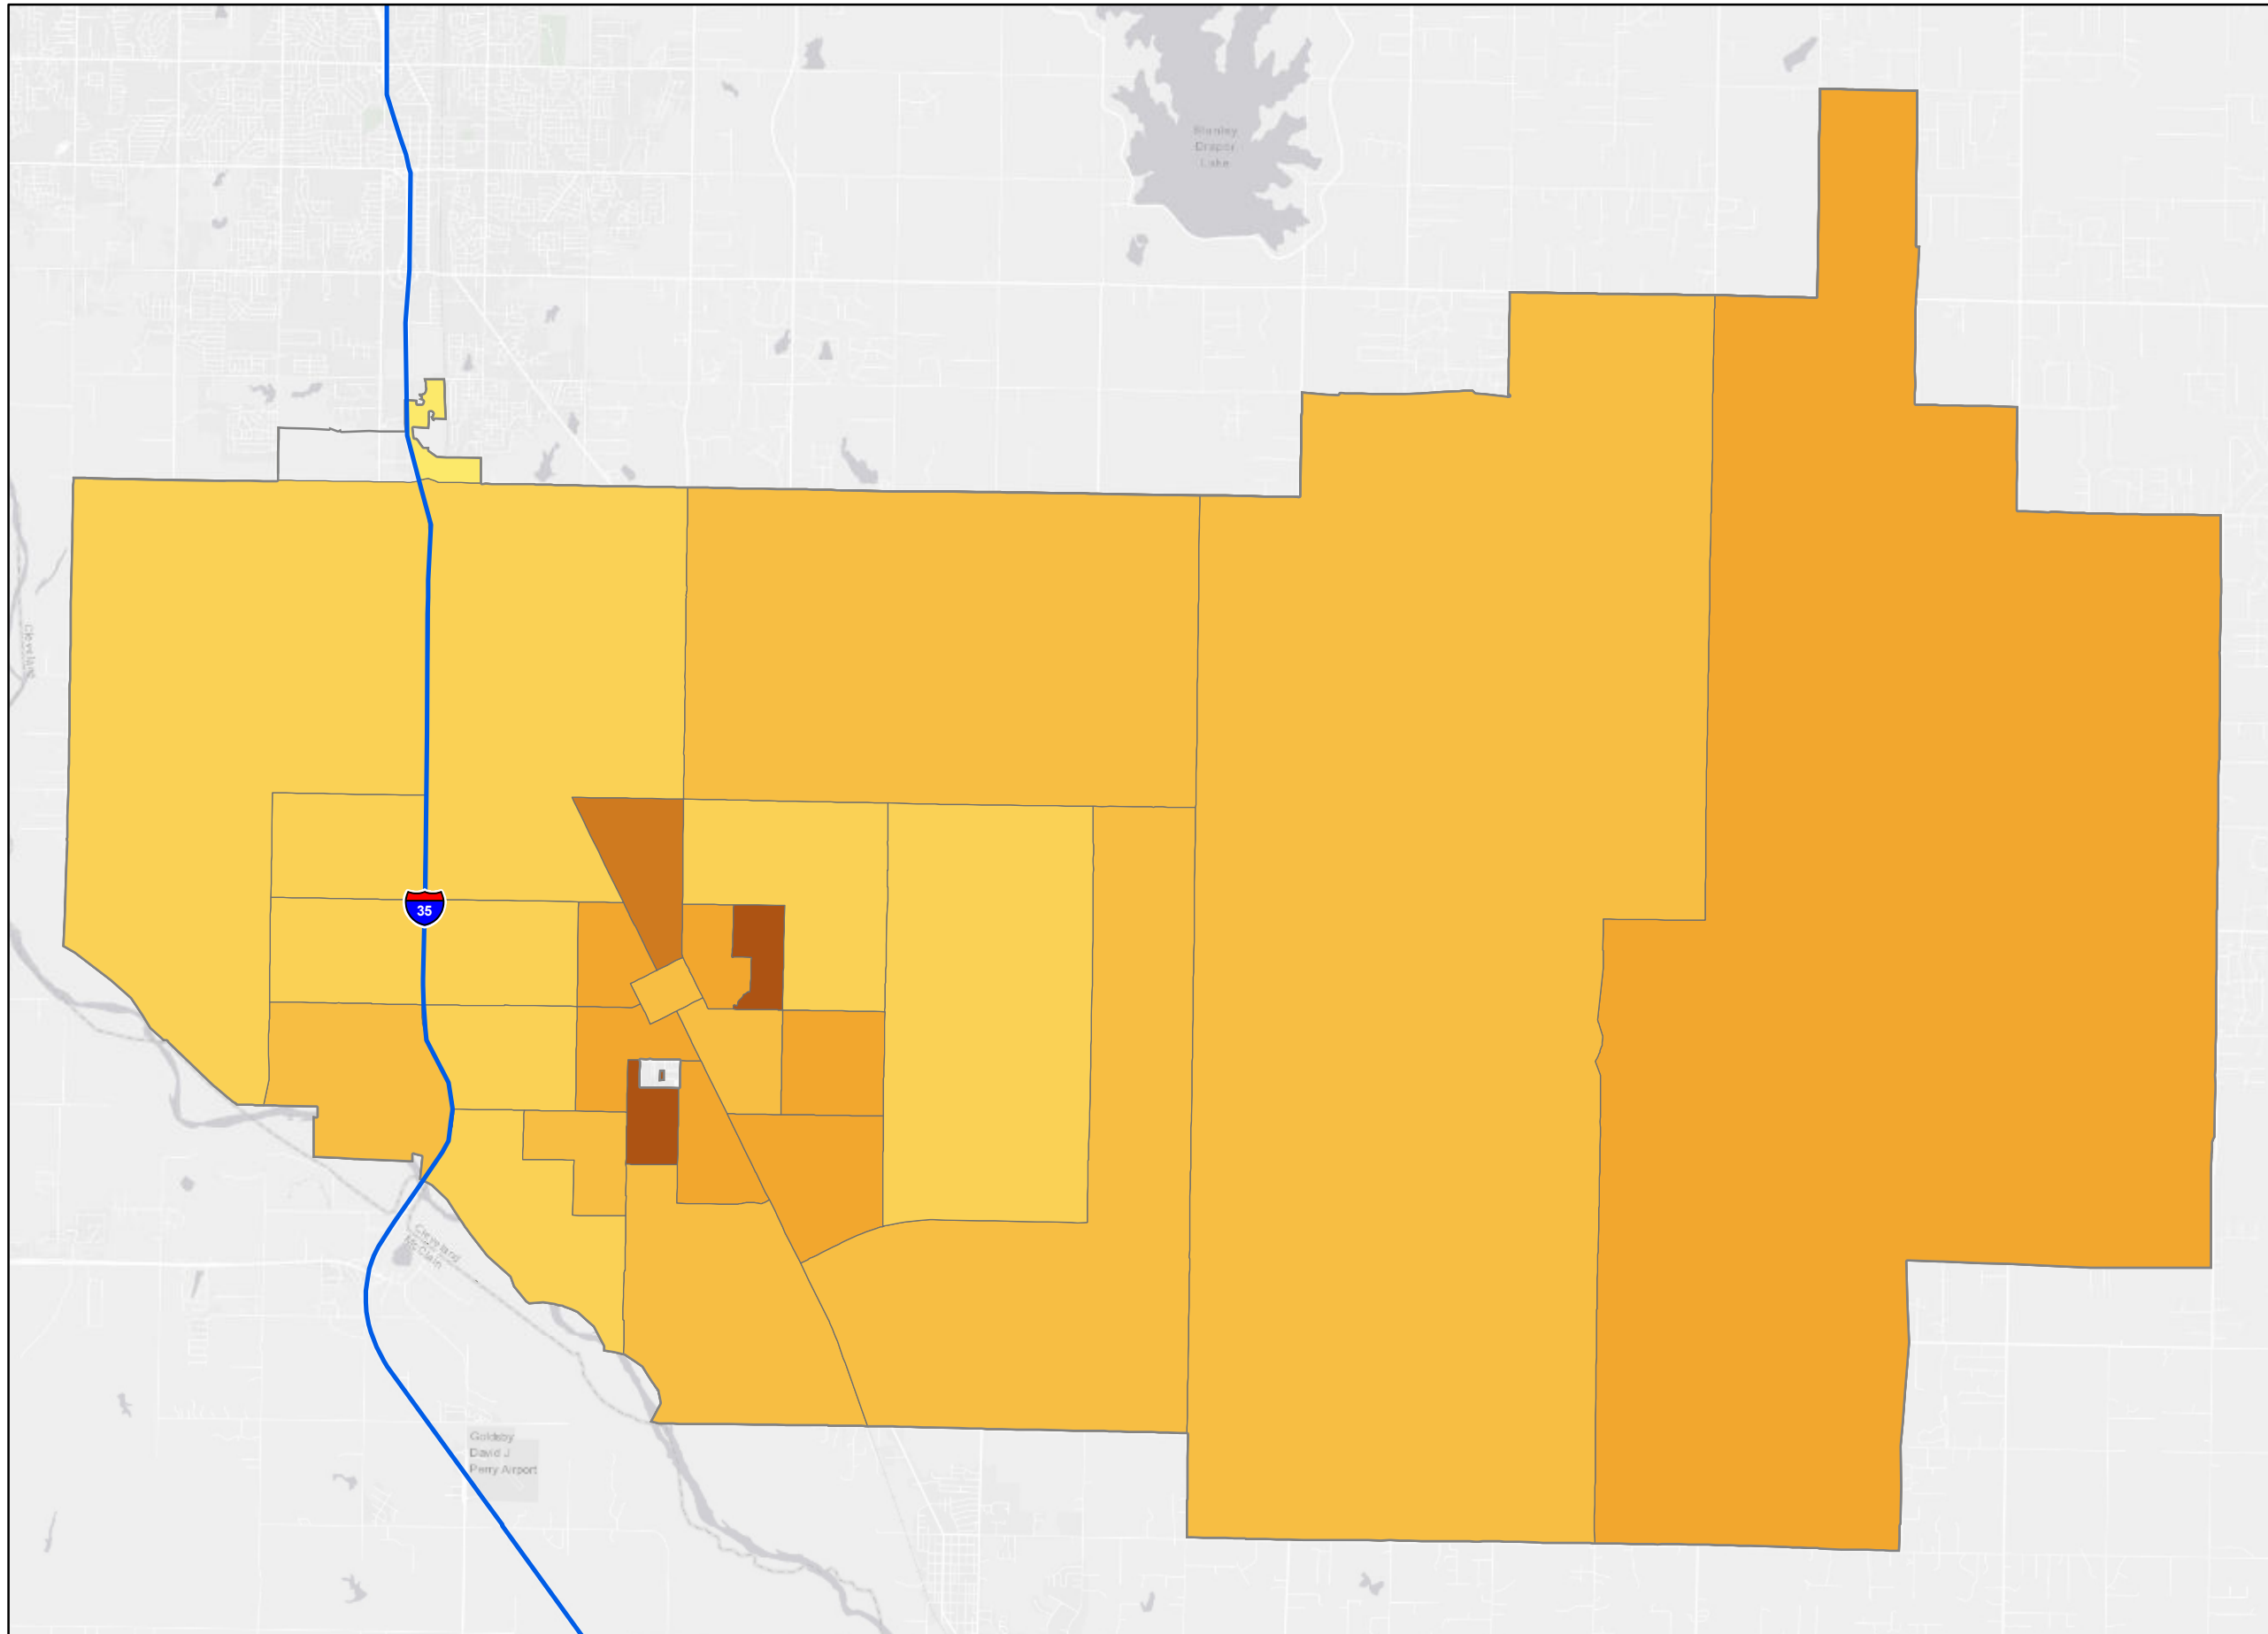 Stanley
Draper
Lake
Cleveland
35
Cleveland
McClain
Goldsby
David J
Perry Airport